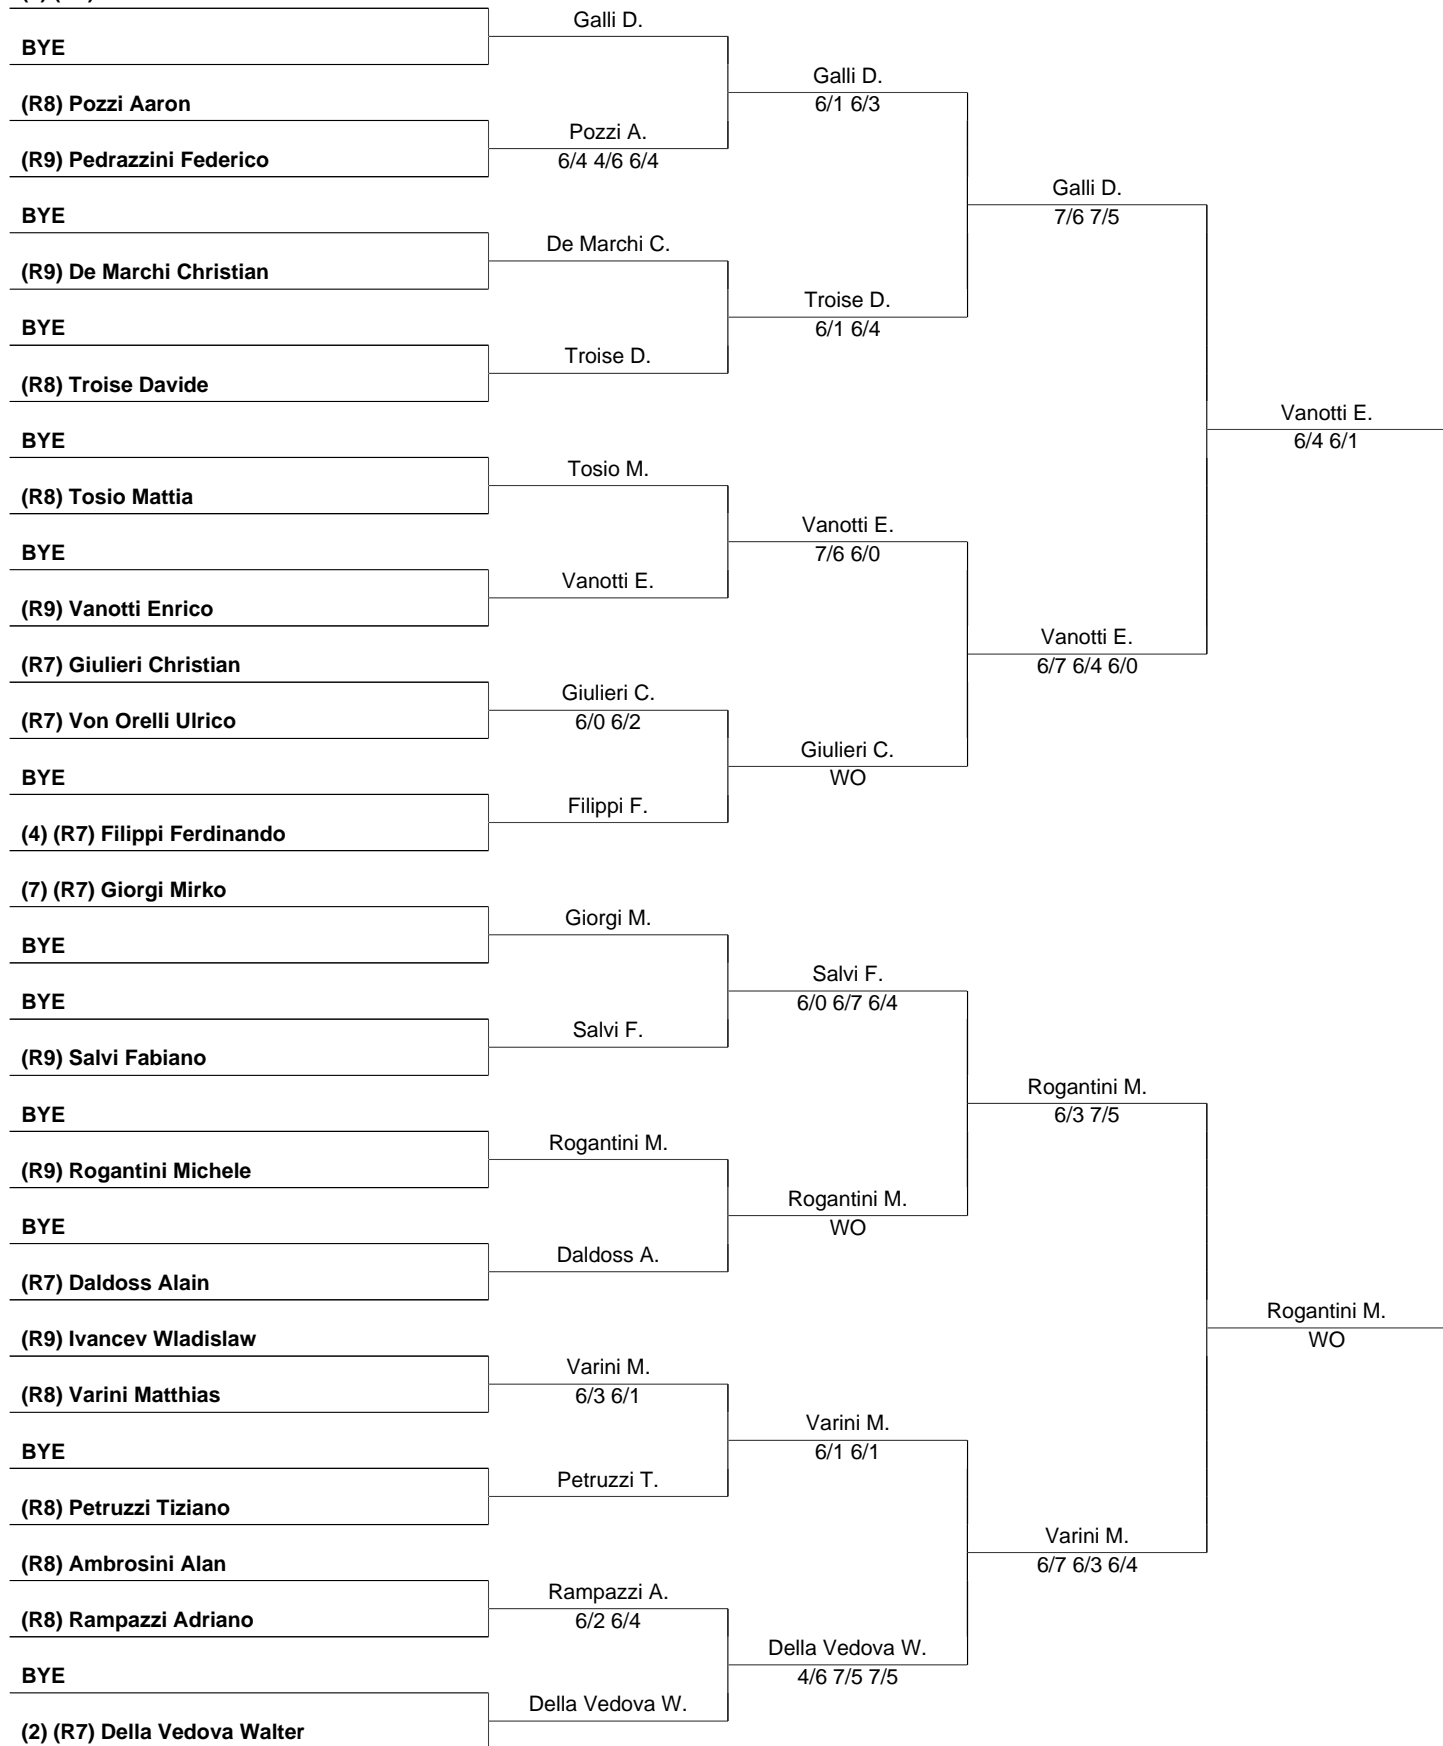 Galli D.
BYE
Galli D.
6/1 6/3
(R8) Pozzi Aaron
Pozzi A.
6/4 4/6 6/4
(R9) Pedrazzini Federico
Galli D.
7/6 7/5
BYE
De Marchi C.
(R9) De Marchi Christian
Troise D.
6/1 6/4
BYE
Troise D.
(R8) Troise Davide
Vanotti E.
6/4 6/1
BYE
Tosio M.
(R8) Tosio Mattia
Vanotti E.
7/6 6/0
BYE
Vanotti E.
(R9) Vanotti Enrico
Vanotti E.
6/7 6/4 6/0
(R7) Giulieri Christian
Giulieri C.
6/0 6/2
(R7) Von Orelli Ulrico
Giulieri C.
WO
BYE
Filippi F.
(4) (R7) Filippi Ferdinando
(7) (R7) Giorgi Mirko
Giorgi M.
BYE
Salvi F.
6/0 6/7 6/4
BYE
Salvi F.
(R9) Salvi Fabiano
Rogantini M.
6/3 7/5
BYE
Rogantini M.
(R9) Rogantini Michele
Rogantini M.
WO
BYE
Daldoss A.
(R7) Daldoss Alain
Rogantini M.
WO
(R9) Ivancev Wladislaw
Varini M.
6/3 6/1
(R8) Varini Matthias
Varini M.
6/1 6/1
BYE
Petruzzi T.
(R8) Petruzzi Tiziano
Varini M.
6/7 6/3 6/4
(R8) Ambrosini Alan
Rampazzi A.
6/2 6/4
(R8) Rampazzi Adriano
Della Vedova W.
4/6 7/5 7/5
BYE
Della Vedova W.
(2) (R7) Della Vedova Walter